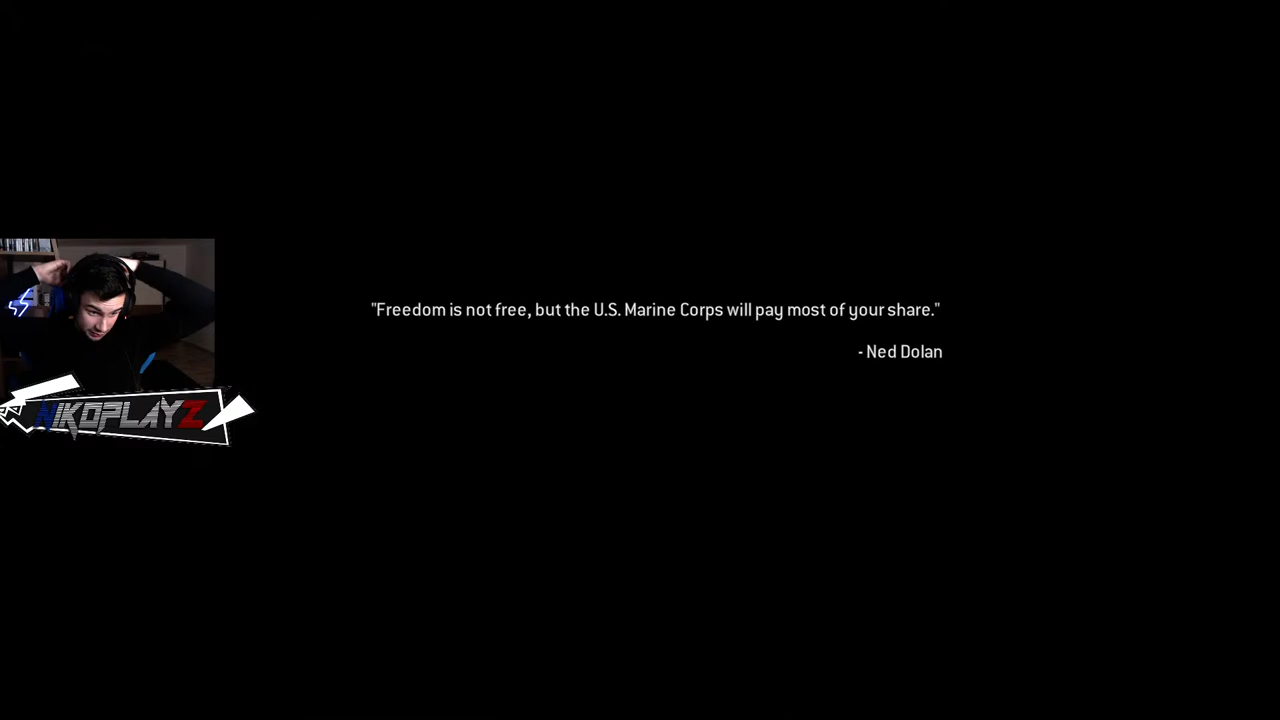 "Freedom is not free, but the U.S. Marine Corps will pay most of your share."
- Ned Dolan
NIKOPLAYZ